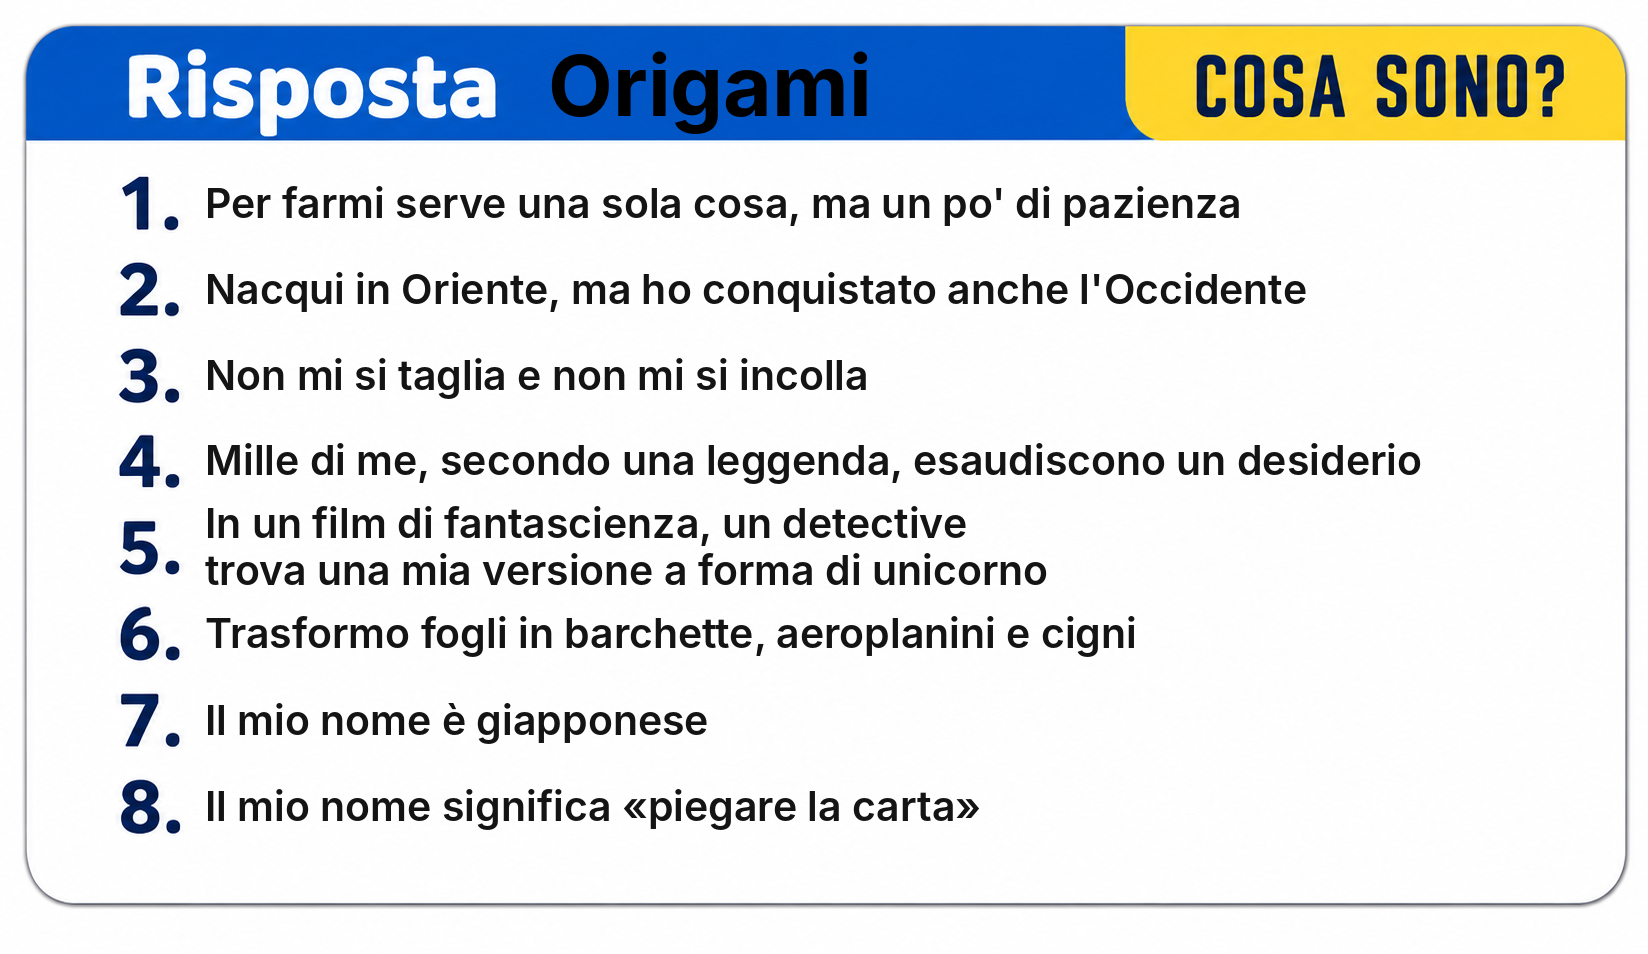 Risposta Origami COSA SONO?
1. Per farmi serve una sola cosa, ma un po' di pazienza
2. Nacqui in Oriente, ma ho conquistato anche l'Occidente
3. Non mi si taglia e non mi si incolla
4. Mille di me, secondo una leggenda, esaudiscono un desiderio
5. In un film di fantascienza, un detective
trova una mia versione a forma di unicorno
6. Trasformo fogli in barchette, aeroplanini e cigni
7. Il mio nome è giapponese
8. Il mio nome significa «piegare la carta»